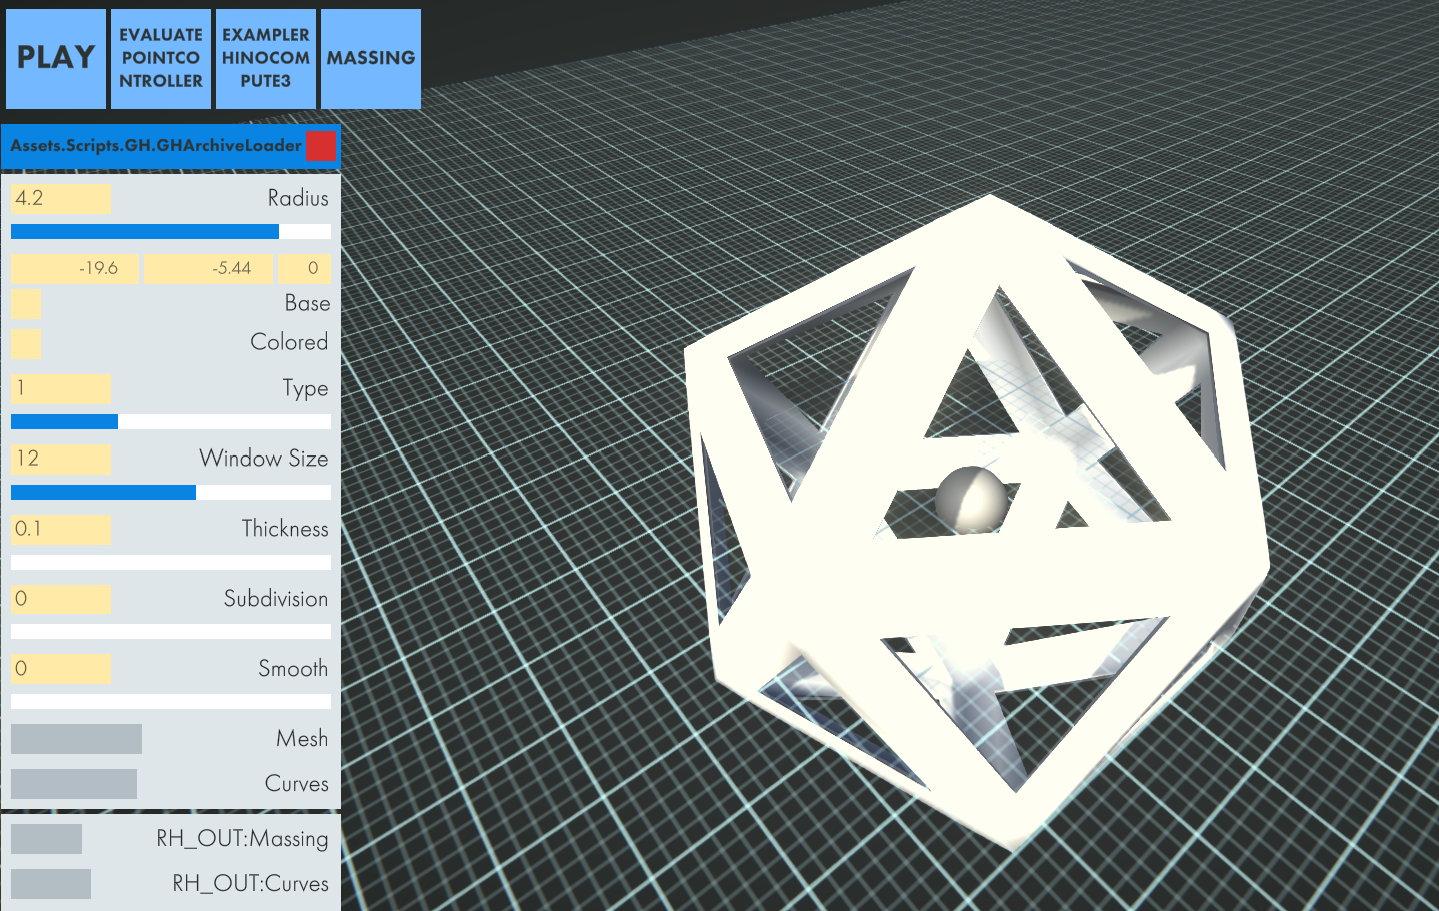 PLAY
EVALUATE
POINTCO
NTROLLER
EXAMPLER
HINOCOM
PUTE3
MASSING
Assets.Scripts.GH.GHArchiveLoader
4.2 Radius
-19.6 -5.44 0
Base
Colored
1 Type
12 Window Size
0.1 Thickness
0 Subdivision
0 Smooth
Mesh
Curves
RH_OUT:Massing
RH_OUT:Curves